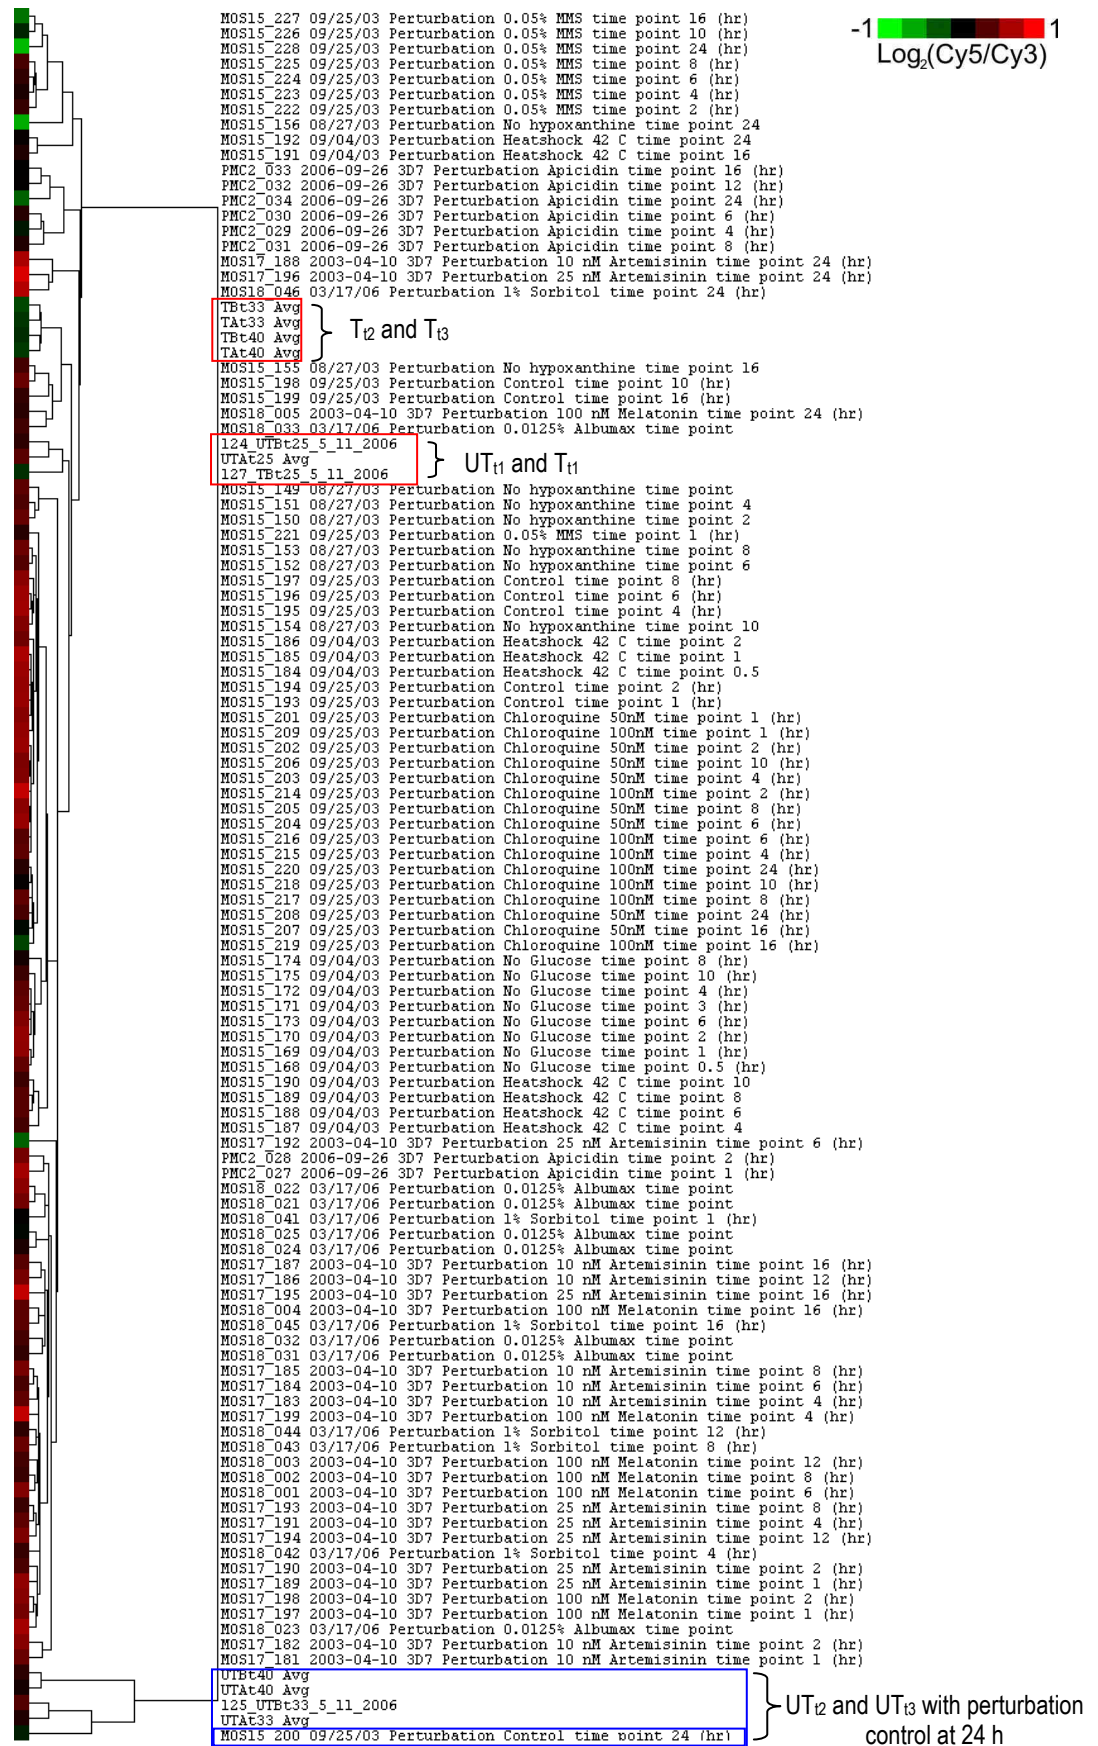 MOS15_227 09/25/03 Perturbation 0.05% MMS time point 16 (hr)
MOS15_226 09/25/03 Perturbation 0.05% MMS time point 10 (hr)
MOS15_228 09/25/03 Perturbation 0.05% MMS time point 24 (hr)
MOS15_225 09/25/03 Perturbation 0.05% MMS time point 8 (hr)
MOS15_224 09/25/03 Perturbation 0.05% MMS time point 6 (hr)
MOS15_223 09/25/03 Perturbation 0.05% MMS time point 4 (hr)
MOS15_222 09/25/03 Perturbation 0.05% MMS time point 2 (hr)
MOS15_156 08/27/03 Perturbation No hypoxanthine time point 24
MOS15_192 09/04/03 Perturbation Heatshock 42 C time point 24
MOS15_191 09/04/03 Perturbation Heatshock 42 C time point 16
PMC2_033 2006-09-26 3D7 Perturbation Apicidin time point 16 (hr)
PMC2_032 2006-09-26 3D7 Perturbation Apicidin time point 12 (hr)
PMC2_034 2006-09-26 3D7 Perturbation Apicidin time point 24 (hr)
PMC2_030 2006-09-26 3D7 Perturbation Apicidin time point 6 (hr)
PMC2_029 2006-09-26 3D7 Perturbation Apicidin time point 4 (hr)
PMC2_031 2006-09-26 3D7 Perturbation Apicidin time point 8 (hr)
MOS17_188 2003-04-10 3D7 Perturbation 10 nM Artemisinin time point 24 (hr)
MOS17_196 2003-04-10 3D7 Perturbation 25 nM Artemisinin time point 24 (hr)
MOS18_046 03/17/06 Perturbation 1% Sorbitol time point 24 (hr)
TBt33 Avg
TAt33 Avg
TBt40 Avg
TAt40 Avg
Tt2 and Tt3
MOS15_155 08/27/03 Perturbation No hypoxanthine time point 16
MOS15_198 09/25/03 Perturbation Control time point 10 (hr)
MOS15_199 09/25/03 Perturbation Control time point 16 (hr)
MOS18_005 2003-04-10 3D7 Perturbation 100 nM Melatonin time point 24 (hr)
MOS18_033 03/17/06 Perturbation 0.0125% Albumax time point
124_UTBt25_5_11_2006
UTAt25 Avg
127_TBt25_5_11_2006
UTt1 and Tt1
MOS15_149 08/27/03 Perturbation No hypoxanthine time point
MOS15_151 08/27/03 Perturbation No hypoxanthine time point 4
MOS15_150 08/27/03 Perturbation No hypoxanthine time point 2
MOS15_221 09/25/03 Perturbation 0.05% MMS time point 1 (hr)
MOS15_153 08/27/03 Perturbation No hypoxanthine time point 8
MOS15_152 08/27/03 Perturbation No hypoxanthine time point 6
MOS15_197 09/25/03 Perturbation Control time point 8 (hr)
MOS15_196 09/25/03 Perturbation Control time point 6 (hr)
MOS15_195 09/25/03 Perturbation Control time point 4 (hr)
MOS15_154 08/27/03 Perturbation No hypoxanthine time point 10
MOS15_186 09/04/03 Perturbation Heatshock 42 C time point 2
MOS15_185 09/04/03 Perturbation Heatshock 42 C time point 1
MOS15_184 09/04/03 Perturbation Heatshock 42 C time point 0.5
MOS15_194 09/25/03 Perturbation Control time point 2 (hr)
MOS15_193 09/25/03 Perturbation Control time point 1 (hr)
MOS15_201 09/25/03 Perturbation Chloroquine 50nM time point 1 (hr)
MOS15_209 09/25/03 Perturbation Chloroquine 100nM time point 1 (hr)
MOS15_202 09/25/03 Perturbation Chloroquine 50nM time point 2 (hr)
MOS15_206 09/25/03 Perturbation Chloroquine 50nM time point 10 (hr)
MOS15_203 09/25/03 Perturbation Chloroquine 50nM time point 4 (hr)
MOS15_214 09/25/03 Perturbation Chloroquine 100nM time point 2 (hr)
MOS15_205 09/25/03 Perturbation Chloroquine 50nM time point 8 (hr)
MOS15_204 09/25/03 Perturbation Chloroquine 50nM time point 6 (hr)
MOS15_216 09/25/03 Perturbation Chloroquine 100nM time point 6 (hr)
MOS15_215 09/25/03 Perturbation Chloroquine 100nM time point 4 (hr)
MOS15_220 09/25/03 Perturbation Chloroquine 100nM time point 24 (hr)
MOS15_218 09/25/03 Perturbation Chloroquine 100nM time point 10 (hr)
MOS15_217 09/25/03 Perturbation Chloroquine 100nM time point 8 (hr)
MOS15_208 09/25/03 Perturbation Chloroquine 50nM time point 24 (hr)
MOS15_207 09/25/03 Perturbation Chloroquine 50nM time point 16 (hr)
MOS15_219 09/25/03 Perturbation Chloroquine 100nM time point 16 (hr)
MOS15_174 09/04/03 Perturbation No Glucose time point 8 (hr)
MOS15_175 09/04/03 Perturbation No Glucose time point 10 (hr)
MOS15_172 09/04/03 Perturbation No Glucose time point 4 (hr)
MOS15_171 09/04/03 Perturbation No Glucose time point 3 (hr)
MOS15_173 09/04/03 Perturbation No Glucose time point 6 (hr)
MOS15_170 09/04/03 Perturbation No Glucose time point 2 (hr)
MOS15_169 09/04/03 Perturbation No Glucose time point 1 (hr)
MOS15_168 09/04/03 Perturbation No Glucose time point 0.5 (hr)
MOS15_190 09/04/03 Perturbation Heatshock 42 C time point 10
MOS15_189 09/04/03 Perturbation Heatshock 42 C time point 8
MOS15_188 09/04/03 Perturbation Heatshock 42 C time point 6
MOS15_187 09/04/03 Perturbation Heatshock 42 C time point 4
MOS17_192 2003-04-10 3D7 Perturbation 25 nM Artemisinin time point 6 (hr)
PMC2_028 2006-09-26 3D7 Perturbation Apicidin time point 2 (hr)
PMC2_027 2006-09-26 3D7 Perturbation Apicidin time point 1 (hr)
MOS18_022 03/17/06 Perturbation 0.0125% Albumax time point
MOS18_021 03/17/06 Perturbation 0.0125% Albumax time point
MOS18_041 03/17/06 Perturbation 1% Sorbitol time point 1 (hr)
MOS18_025 03/17/06 Perturbation 0.0125% Albumax time point
MOS18_024 03/17/06 Perturbation 0.0125% Albumax time point
MOS17_187 2003-04-10 3D7 Perturbation 10 nM Artemisinin time point 16 (hr)
MOS17_186 2003-04-10 3D7 Perturbation 10 nM Artemisinin time point 12 (hr)
MOS17_195 2003-04-10 3D7 Perturbation 25 nM Artemisinin time point 16 (hr)
MOS18_004 2003-04-10 3D7 Perturbation 100 nM Melatonin time point 16 (hr)
MOS18_045 03/17/06 Perturbation 1% Sorbitol time point 16 (hr)
MOS18_032 03/17/06 Perturbation 0.0125% Albumax time point
MOS18_031 03/17/06 Perturbation 0.0125% Albumax time point
MOS17_185 2003-04-10 3D7 Perturbation 10 nM Artemisinin time point 8 (hr)
MOS17_184 2003-04-10 3D7 Perturbation 10 nM Artemisinin time point 6 (hr)
MOS17_183 2003-04-10 3D7 Perturbation 10 nM Artemisinin time point 4 (hr)
MOS17_199 2003-04-10 3D7 Perturbation 100 nM Melatonin time point 4 (hr)
MOS18_044 03/17/06 Perturbation 1% Sorbitol time point 12 (hr)
MOS18_043 03/17/06 Perturbation 1% Sorbitol time point 8 (hr)
MOS18_003 2003-04-10 3D7 Perturbation 100 nM Melatonin time point 12 (hr)
MOS18_002 2003-04-10 3D7 Perturbation 100 nM Melatonin time point 8 (hr)
MOS18_001 2003-04-10 3D7 Perturbation 100 nM Melatonin time point 6 (hr)
MOS17_193 2003-04-10 3D7 Perturbation 25 nM Artemisinin time point 8 (hr)
MOS17_191 2003-04-10 3D7 Perturbation 25 nM Artemisinin time point 4 (hr)
MOS17_194 2003-04-10 3D7 Perturbation 25 nM Artemisinin time point 12 (hr)
MOS18_042 03/17/06 Perturbation 1% Sorbitol time point 4 (hr)
MOS17_190 2003-04-10 3D7 Perturbation 25 nM Artemisinin time point 2 (hr)
MOS17_189 2003-04-10 3D7 Perturbation 25 nM Artemisinin time point 1 (hr)
MOS17_198 2003-04-10 3D7 Perturbation 100 nM Melatonin time point 2 (hr)
MOS17_197 2003-04-10 3D7 Perturbation 100 nM Melatonin time point 1 (hr)
MOS18_023 03/17/06 Perturbation 0.0125% Albumax time point
MOS17_182 2003-04-10 3D7 Perturbation 10 nM Artemisinin time point 2 (hr)
MOS17_181 2003-04-10 3D7 Perturbation 10 nM Artemisinin time point 1 (hr)
UTBt40 Avg
UTAt40 Avg
125_UTBt33_5_11_2006
UTAt33 Avg
MOS15_200 09/25/03 Perturbation Control time point 24 (hr)
UTt2 and UTt3 with perturbation
control at 24 h
-1 1
Log2(Cy5/Cy3)